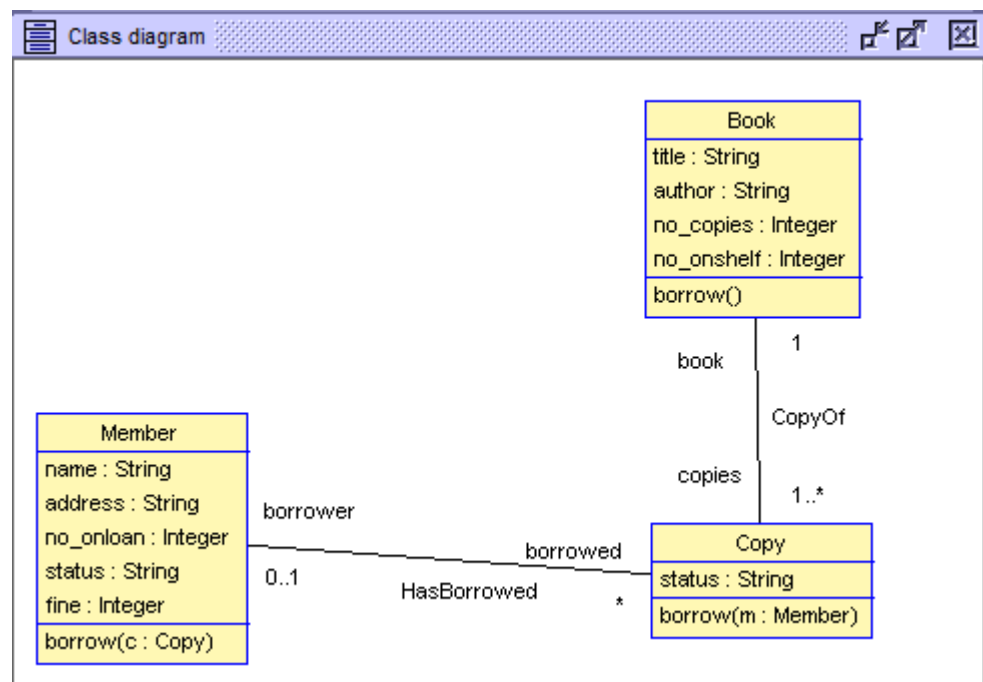 Class diagram
Book
title : String
author : String
no_copies : Integer
no_onshelf : Integer
borrow()
1
book
CopyOf
copies
1..*
Member
name : String
address : String
no_onloan : Integer
status : String
fine : Integer
borrow(c : Copy)
borrower
0..1
HasBorrowed
borrowed
*
Copy
status : String
borrow(m : Member)